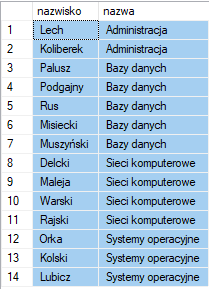 nazwisko nazwa
1 Lech Administracja
2 Koliberek Administracja
3 Palusz Bazy danych
4 Podgajny Bazy danych
5 Rus Bazy danych
6 Misiecki Bazy danych
7 Muszyński Bazy danych
8 Delcki Sieci komputerowe
9 Maleja Sieci komputerowe
10 Warski Sieci komputerowe
11 Rajski Sieci komputerowe
12 Orka Systemy operacyjne
13 Kolski Systemy operacyjne
14 Lubicz Systemy operacyjne